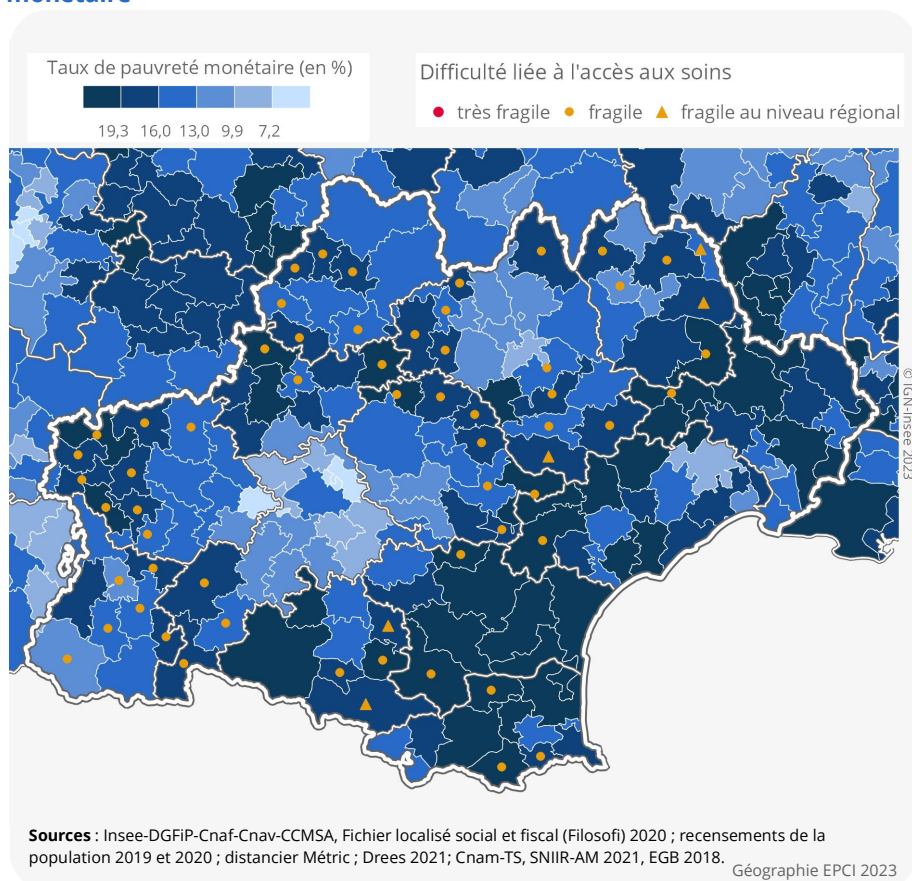 monétaire
Taux de pauvreté monétaire (en %)
19,3 16,0 13,0 9,9 7,2
Difficulté liée à l'accès aux soins
très fragile fragile fragile au niveau régional
© IGN-Insee 2023
Sources : Insee-DGFiP-Cnaf-Cnav-CCMSA, Fichier localisé social et fiscal (Filosofi) 2020 ; recensements de la
population 2019 et 2020 ; distancier Métric ; Drees 2021; Cnam-TS, SNIIR-AM 2021, EGB 2018.
Géographie EPCI 2023